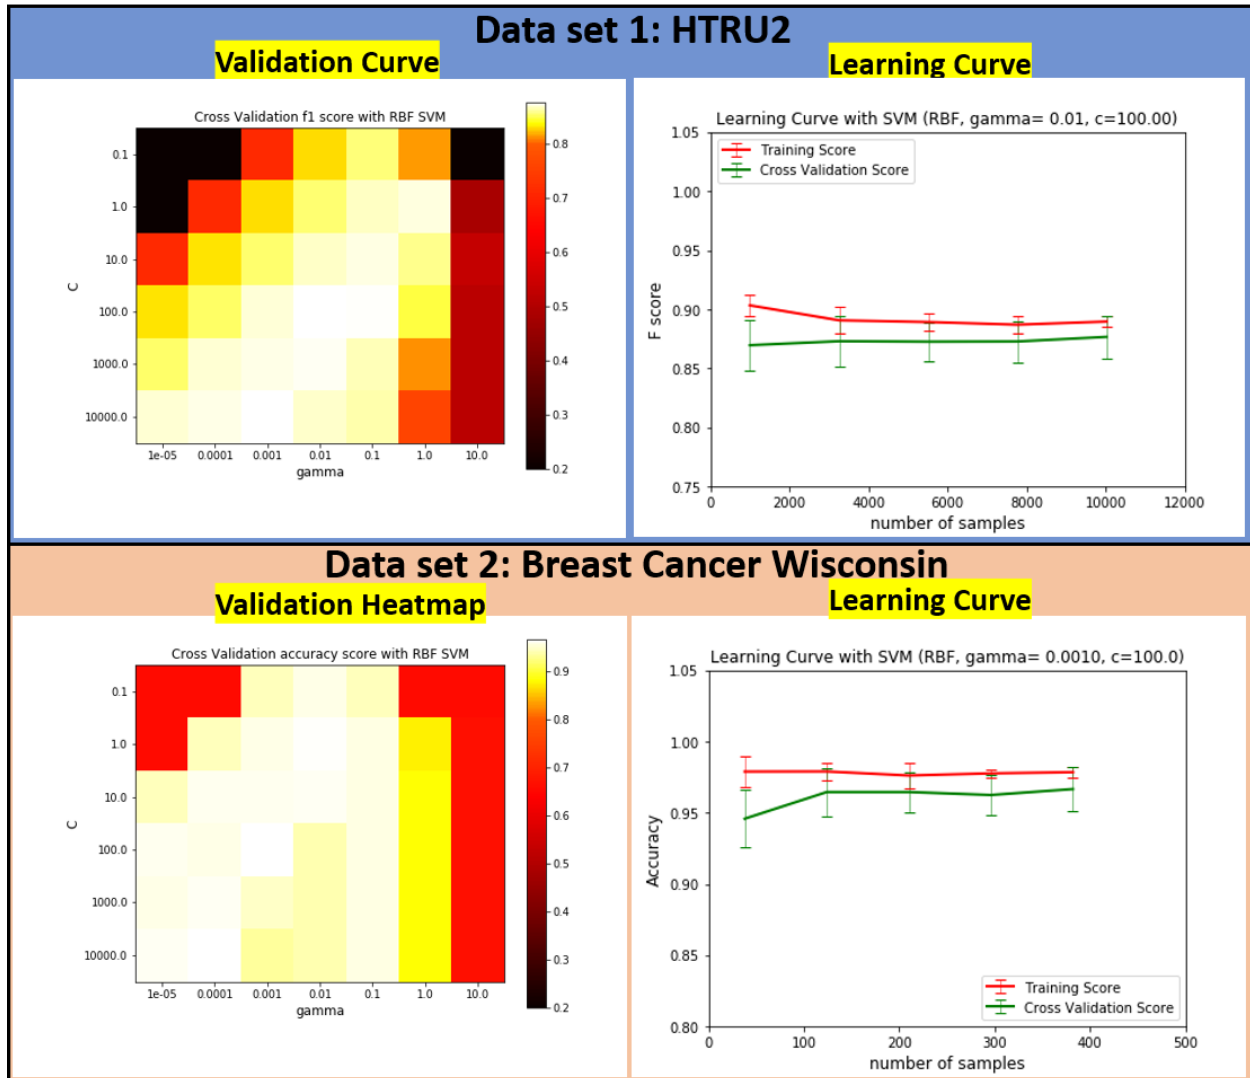 Data set 1: HTRU2
Validation Curve
Learning Curve
Cross Validation f1 score with RBF SVM
0.1
1.0
10.0
100.0
1000.0
10000.0
C
1e-05 0.0001 0.001 0.01 0.1 1.0 10.0
gamma
0.8
0.7
0.6
0.5
0.4
0.3
0.2
Learning Curve with SVM (RBF, gamma= 0.01, c=100.00)
Training Score
Cross Validation Score
1.05
1.00
0.95
0.90
0.85
0.80
0.75
F score
0 2000 4000 6000 8000 10000 12000
number of samples
Data set 2: Breast Cancer Wisconsin
Validation Heatmap
Learning Curve
Cross Validation accuracy score with RBF SVM
0.1
1.0
10.0
100.0
1000.0
10000.0
C
1e-05 0.0001 0.001 0.01 0.1 1.0 10.0
gamma
0.9
0.8
0.7
0.6
0.5
0.4
0.3
0.2
Learning Curve with SVM (RBF, gamma= 0.0010, c=100.0)
1.05
1.00
0.95
0.90
0.85
0.80
Accuracy
Training Score
Cross Validation Score
0 100 200 300 400 500
number of samples